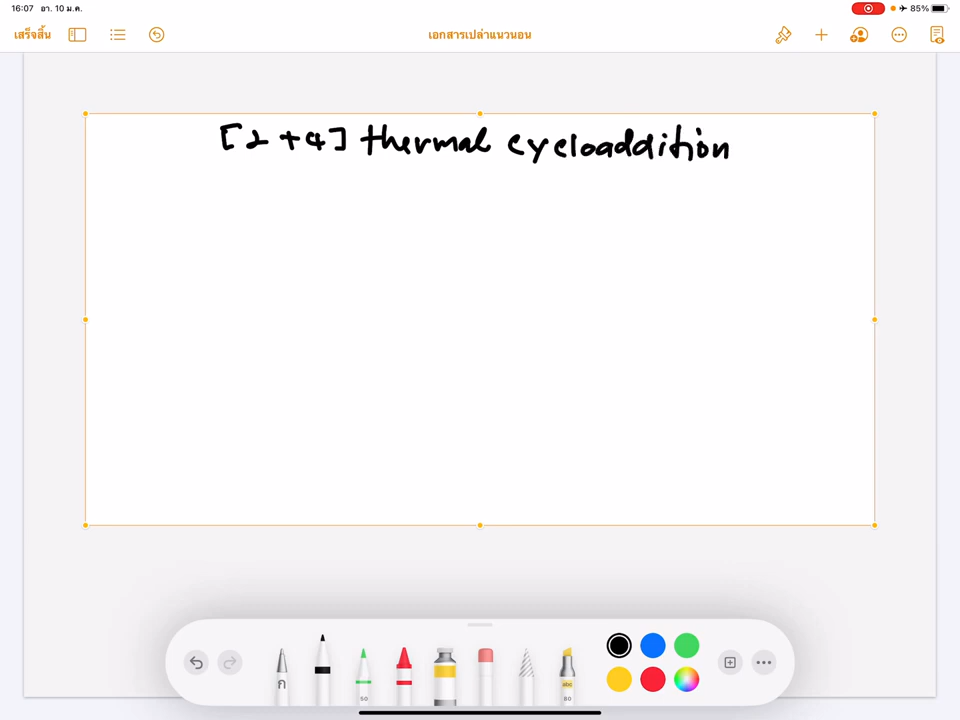 16:07 อา. 10 ม.ค. 85%
เสร็จสิ้น เอกสารเปล่าแนวนอน
[2+4] thermal cycloaddition
ก 50 abc 80